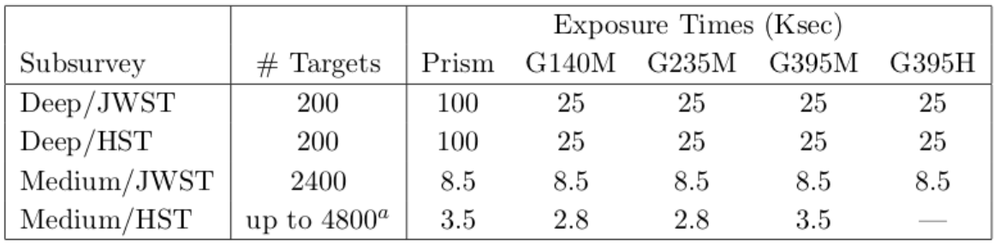 Exposure Times (Ksec)
Subsurvey # Targets Prism G140M G235M G395M G395H
Deep/JWST 200 100 25 25 25 25
Deep/HST 200 100 25 25 25 25
Medium/JWST 2400 8.5 8.5 8.5 8.5 8.5
Medium/HST up to 4800ᵃ 3.5 2.8 2.8 3.5 —